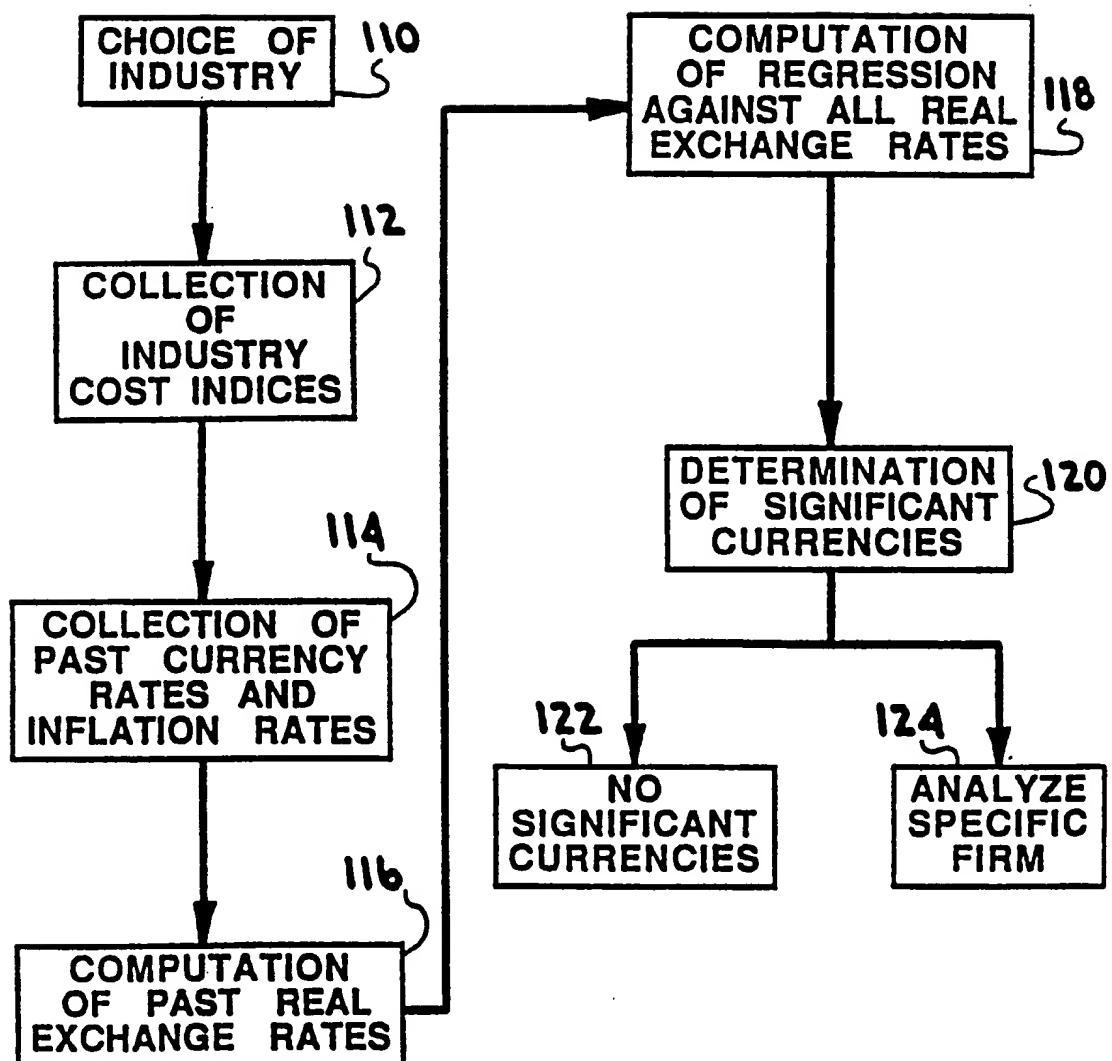 CHOICE OF
INDUSTRY
110
112
COLLECTION
OF
INDUSTRY
COST INDICES
114
COLLECTION OF
PAST CURRENCY
RATES AND
INFLATION RATES
116
COMPUTATION
OF PAST REAL
EXCHANGE RATES
COMPUTATION
OF REGRESSION
AGAINST ALL REAL
EXCHANGE RATES
118
DETERMINATION
OF SIGNIFICANT
CURRENCIES
120
122
NO
SIGNIFICANT
CURRENCIES
124
ANALYZE
SPECIFIC
FIRM